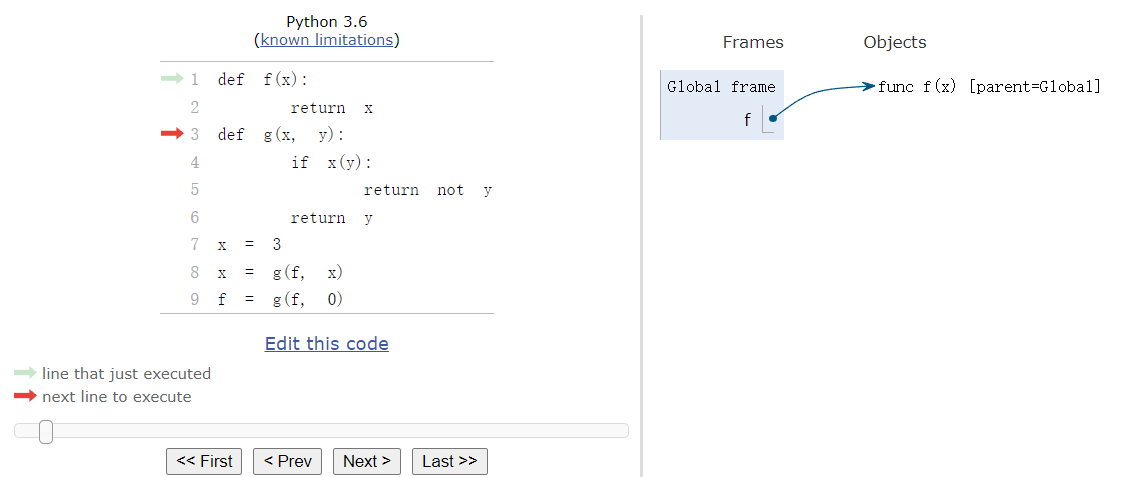 Python 3.6
(known limitations)
1 def f(x):
2 return x
3 def g(x, y):
4 if x(y):
5 return not y
6 return y
7 x = 3
8 x = g(f, x)
9 f = g(f, 0)
Edit this code
line that just executed
next line to execute
<< First < Prev Next > Last >>
Frames Objects
Global frame func f(x) [parent=Global]
f